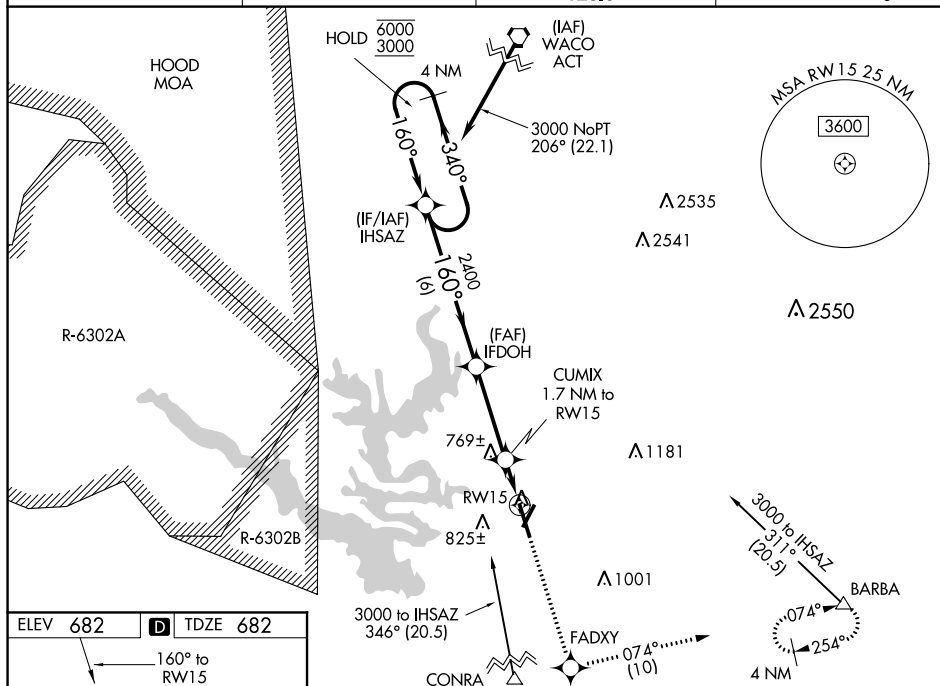 HOOD
MOA
R-6302A
R-6302B
HOLD 6000
3000
4 NM
(IAF)
WACO
ACT
3000 NoPT
206° (22.1)
160°
340°
(IF/IAF)
IHSAZ
2400
160°
(6)
(FAF)
IFDOH
CUMIX
1.7 NM to
RW15
769±
RW15
825±
2535
2541
2550
1181
1001
MSA RW 15 25 NM
3600
3000 to IHSAZ
311°
(20.5)
BARBA
074°
254°
4 NM
3000 to IHSAZ
346° (20.5)
CONRA
FADXY
074°
(10)
ELEV 682 D TDZE 682
160° to
RW15